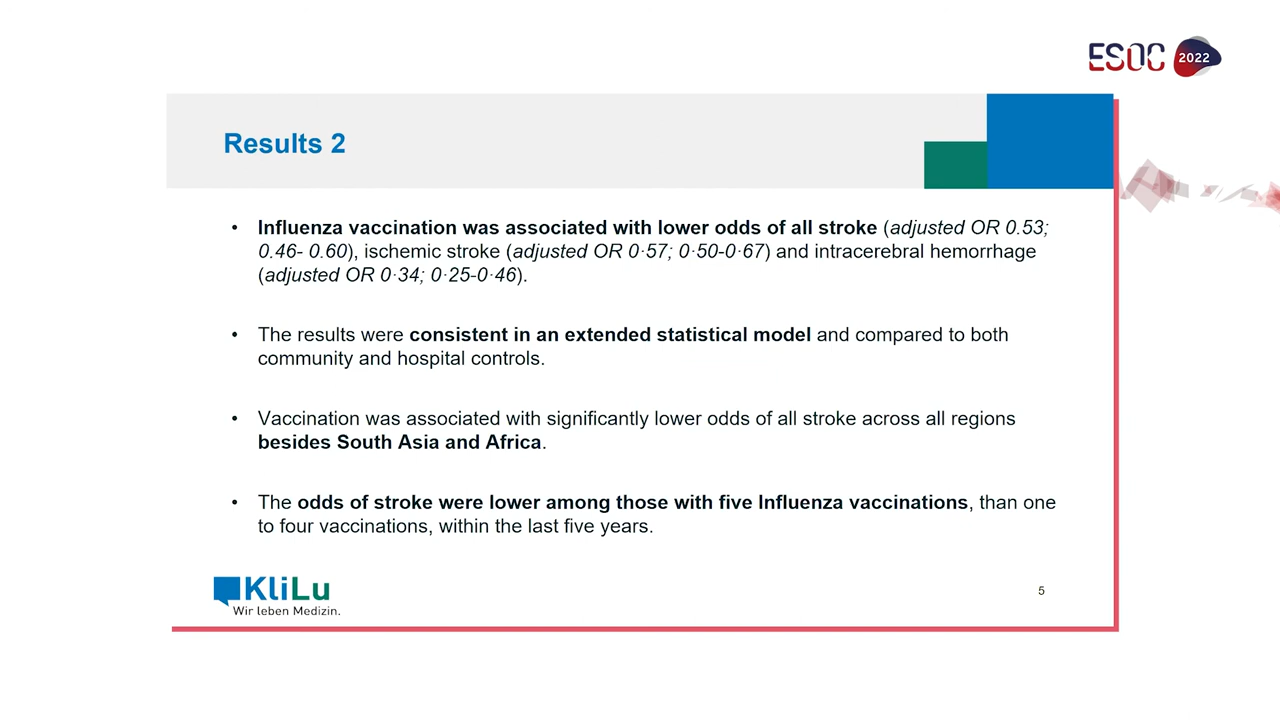 ESOC 2022
Results 2
• Influenza vaccination was associated with lower odds of all stroke (adjusted OR 0.53;
0.46- 0.60), ischemic stroke (adjusted OR 0·57; 0·50-0·67) and intracerebral hemorrhage
(adjusted OR 0·34; 0·25-0·46).
• The results were consistent in an extended statistical model and compared to both
community and hospital controls.
• Vaccination was associated with significantly lower odds of all stroke across all regions
besides South Asia and Africa.
• The odds of stroke were lower among those with five Influenza vaccinations, than one
to four vaccinations, within the last five years.
KliLu
Wir leben Medizin.
5